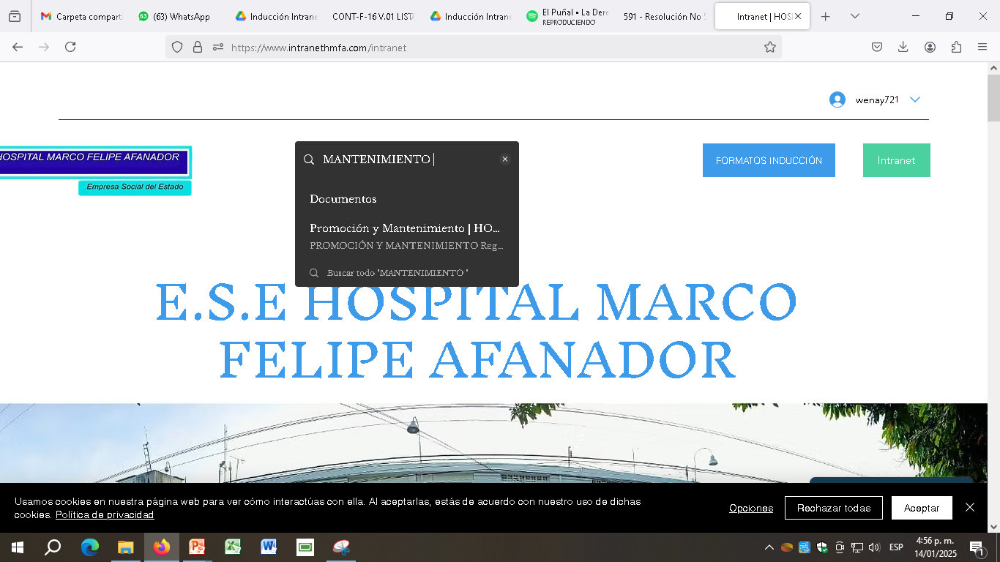 Carpeta compart
(63) WhatsApp
Inducción Intrane
CONT-F-16 V.01 LISTA
Inducción Intran
El Puñal • La Dere
REPRODUCIENDO
591 - Resolución No 5
Intranet | HOS
https://www.intranethmfa.com/intranet
wenay721
HOSPITAL MARCO FELIPE AFANADOR
Empresa Social del Estado
MANTENIMIENTO
FORMATOS INDUCCIÓN
Intranet
Documentos
Promoción y Mantenimiento | HO...
PROMOCIÓN Y MANTENIMIENTO Reg...
Buscar todo "MANTENIMIENTO "
E.S.E HOSPITAL MARCO
FELIPE AFANADOR
Usamos cookies en nuestra página web para ver cómo interactúas con ella. Al aceptarlas, estás de acuerdo con nuestro uso de dichas
cookies. Política de privacidad
Opciones
Rechazar todas
Aceptar
ESP
4:56 p. m.
14/01/2025
1